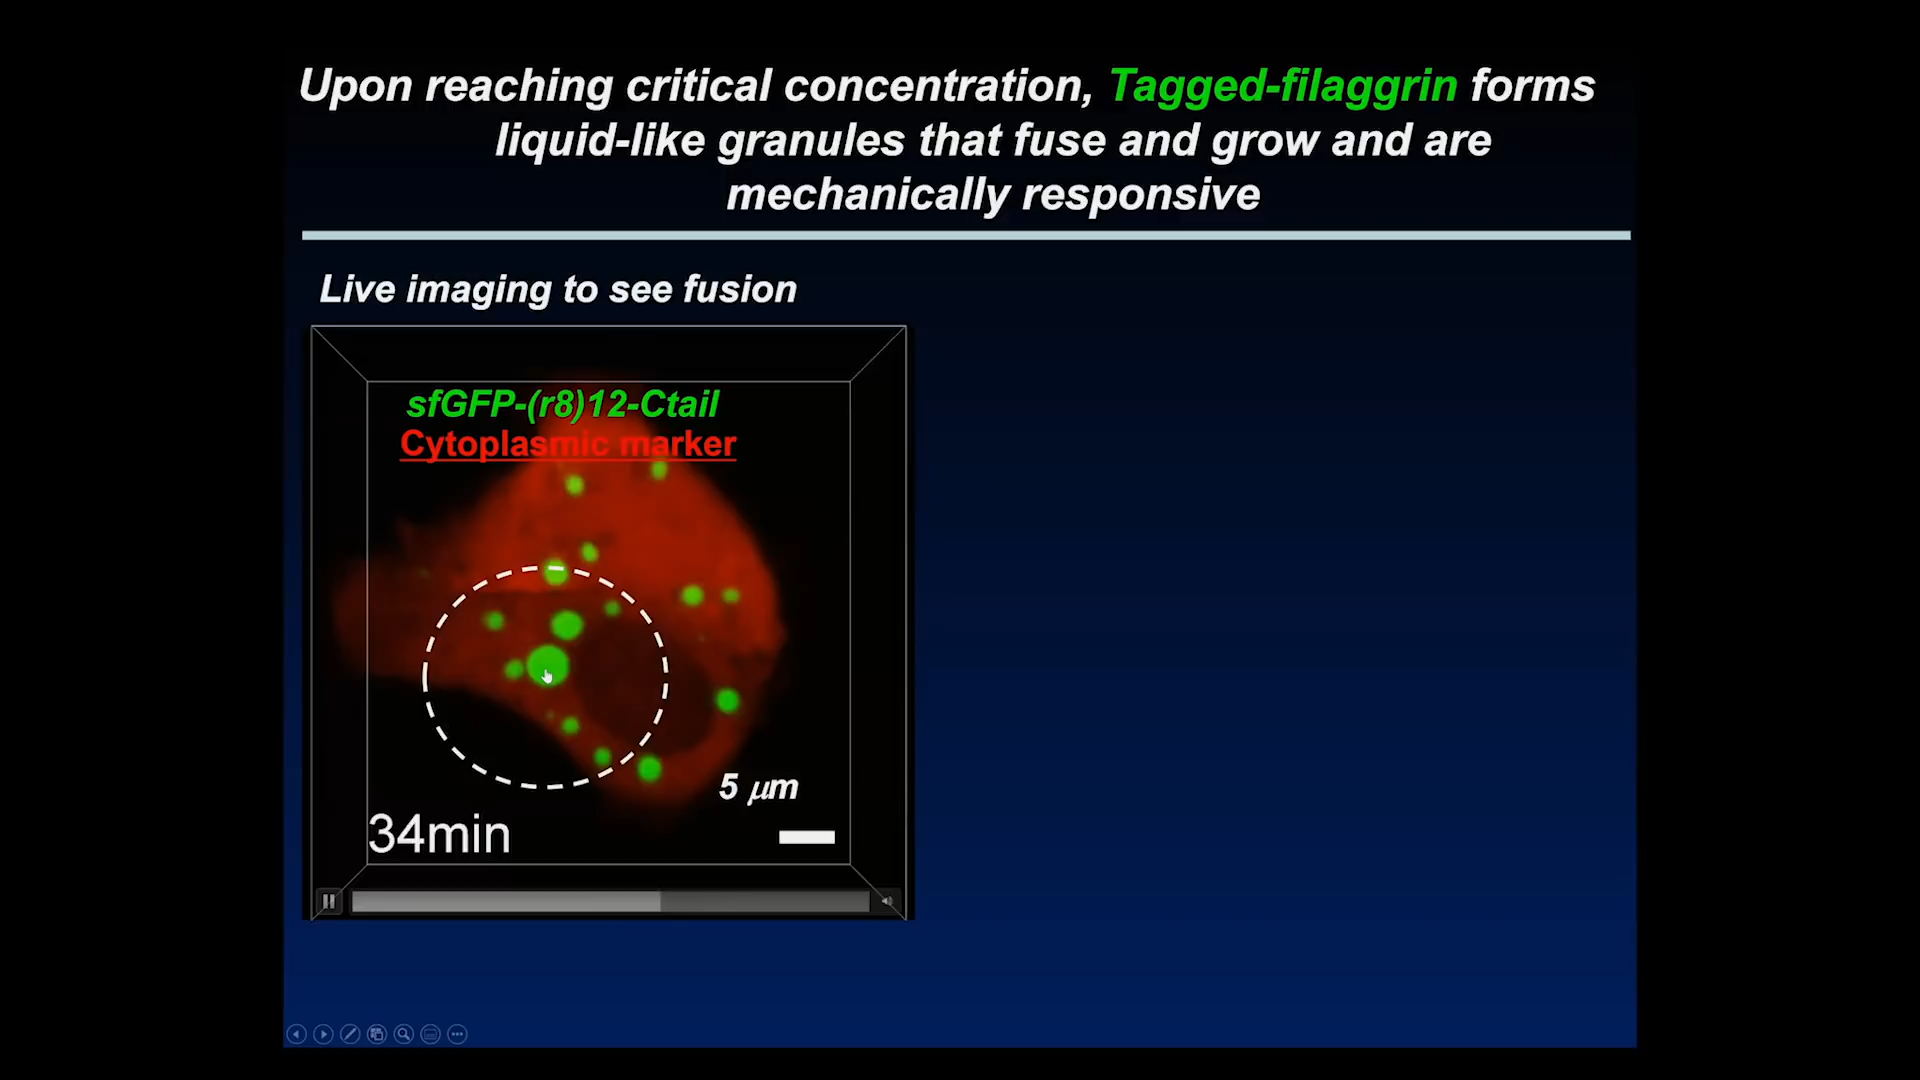 Upon reaching critical concentration, Tagged-filaggrin forms
liquid-like granules that fuse and grow and are
mechanically responsive
Live imaging to see fusion
sfGFP-(r8)12-Ctail
Cytoplasmic marker
5 μm
34min